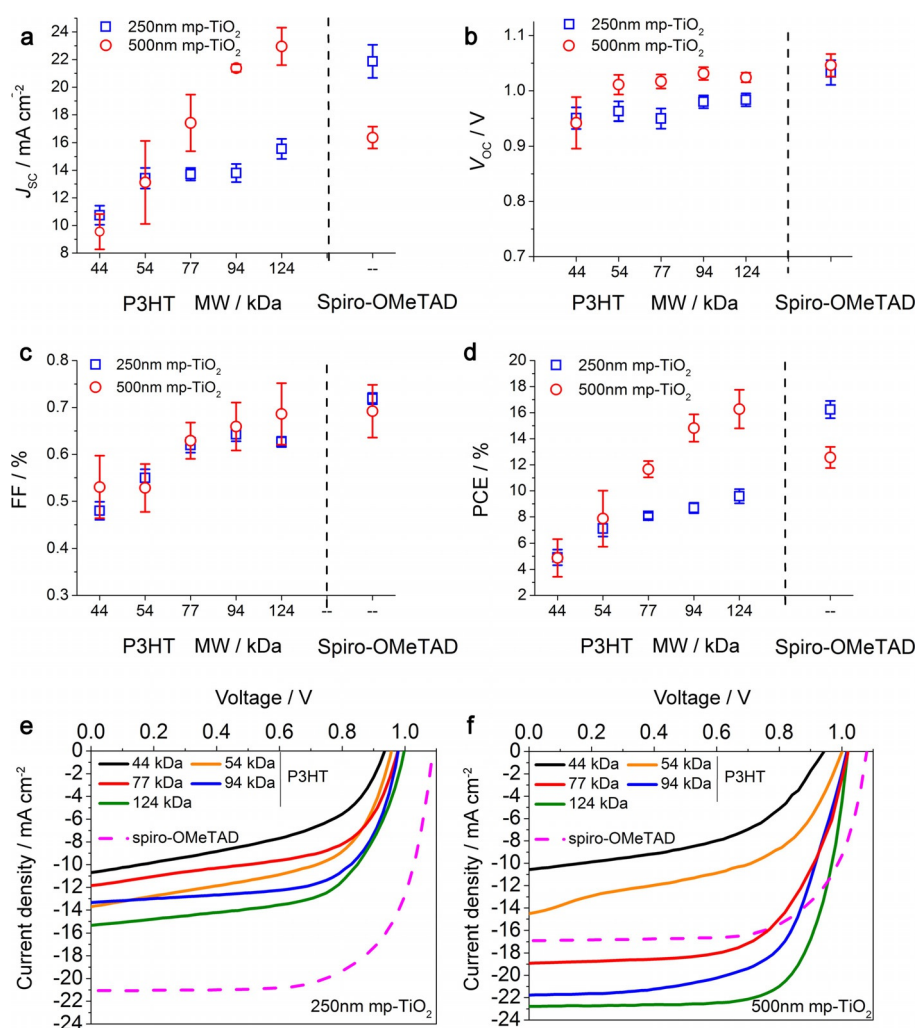 a
250nm mp-TiO₂
500nm mp-TiO₂
24
22
20
18
16
14
12
10
8
J_SC / mA cm⁻²
44 54 77 94 124 --
P3HT MW / kDa Spiro-OMeTAD
b
250nm mp-TiO₂
500nm mp-TiO₂
1.1
1.0
0.9
0.8
0.7
V_OC / V
44 54 77 94 124 --
P3HT MW / kDa Spiro-OMeTAD
c
250nm mp-TiO₂
500nm mp-TiO₂
0.8
0.7
0.6
0.5
0.4
0.3
FF / %
44 54 77 94 124 -- --
P3HT MW / kDa Spiro-OMeTAD
d
250nm mp-TiO₂
500nm mp-TiO₂
20
18
16
14
12
10
8
6
4
2
PCE / %
44 54 77 94 124 --
P3HT MW / kDa Spiro-OMeTAD
e
Voltage / V
0.0 0.2 0.4 0.6 0.8 1.0
0
-2
-4
-6
-8
-10
-12
-14
-16
-18
-20
-22
-24
Current density / mA cm⁻²
44 kDa 54 kDa P3HT
77 kDa 94 kDa
124 kDa
spiro-OMeTAD
250nm mp-TiO₂
f
Voltage / V
0.0 0.2 0.4 0.6 0.8 1.0
0
-2
-4
-6
-8
-10
-12
-14
-16
-18
-20
-22
-24
Current density / mA cm⁻²
44 kDa 54 kDa P3HT
77 kDa 94 kDa
124 kDa
spiro-OMeTAD
500nm mp-TiO₂